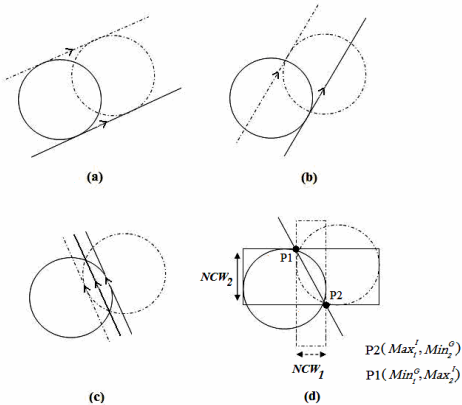 (a)
(b)
(c)
P1
NCW₂
P2
NCW₁
(d)
P2(Max₁ᴵ, Min₂ᴳ)
P1(Min₁ᴳ, Max₂ᴵ)